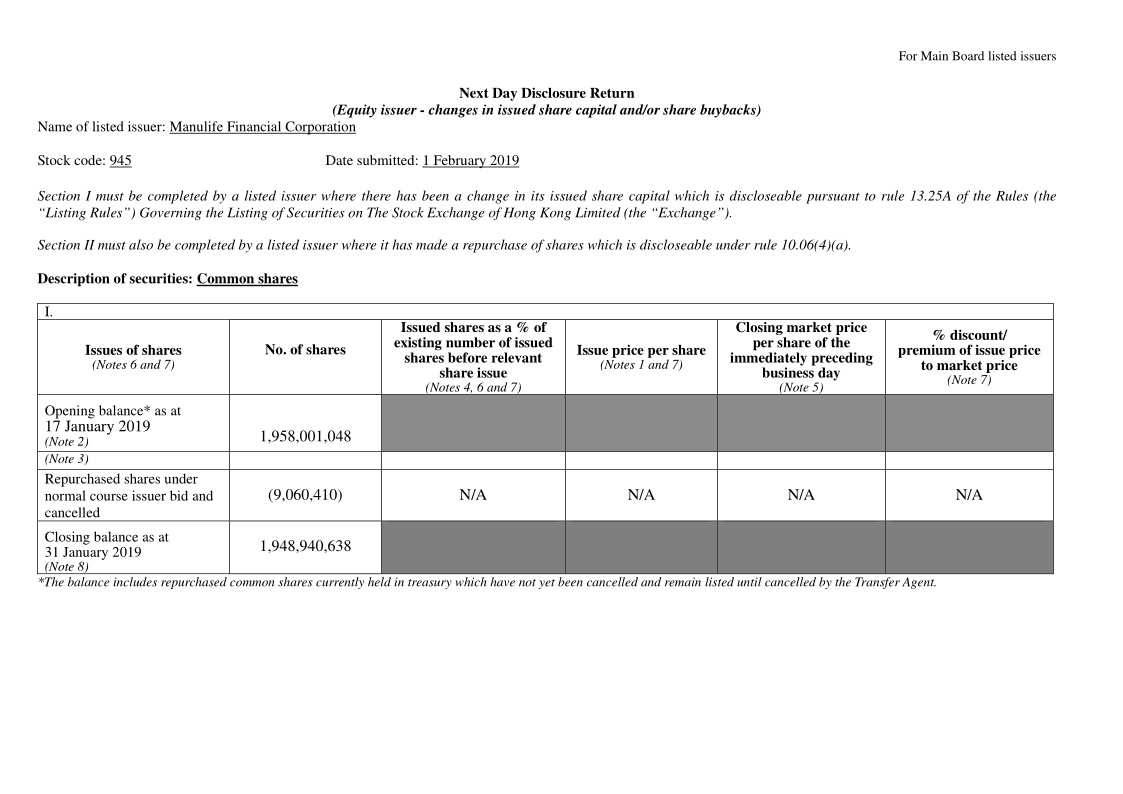 For Main Board listed issuers
Next Day Disclosure Return
(Equity issuer - changes in issued share capital and/or share buybacks)
Name of listed issuer: Manulife Financial Corporation
Stock code: 945 Date submitted: 1 February 2019
Section I must be completed by a listed issuer where there has been a change in its issued share capital which is discloseable pursuant to rule 13.25A of the Rules (the
“Listing Rules”) Governing the Listing of Securities on The Stock Exchange of Hong Kong Limited (the “Exchange”).
Section II must also be completed by a listed issuer where it has made a repurchase of shares which is discloseable under rule 10.06(4)(a).
Description of securities: Common shares
I.
Issues of shares
(Notes 6 and 7)
No. of shares
Issued shares as a % of
existing number of issued
shares before relevant
share issue
(Notes 4, 6 and 7)
Issue price per share
(Notes 1 and 7)
Closing market price
per share of the
immediately preceding
business day
(Note 5)
% discount/
premium of issue price
to market price
(Note 7)
Opening balance* as at
17 January 2019
(Note 2)
1,958,001,048
(Note 3)
Repurchased shares under
normal course issuer bid and
cancelled
(9,060,410)
N/A
N/A
N/A
N/A
Closing balance as at
31 January 2019
(Note 8)
1,948,940,638
*The balance includes repurchased common shares currently held in treasury which have not yet been cancelled and remain listed until cancelled by the Transfer Agent.